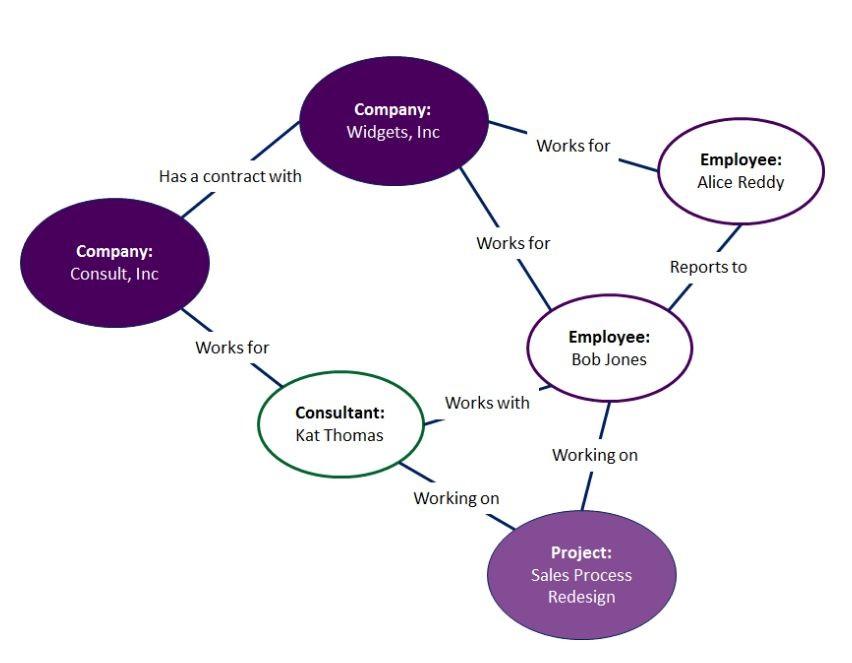 Company:
Widgets, Inc
Works for
Employee:
Alice Reddy
Has a contract with
Company:
Consult, Inc
Works for
Reports to
Employee:
Bob Jones
Works for
Works with
Consultant:
Kat Thomas
Working on
Working on
Project:
Sales Process
Redesign